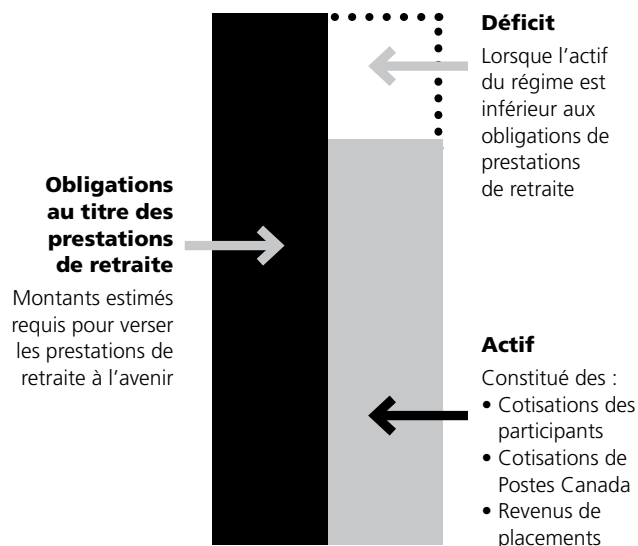 Obligations
au titre des
prestations
de retraite
Montants estimés
requis pour verser
les prestations de
retraite à l’avenir
Déficit
Lorsque l’actif
du régime est
inférieur aux
obligations de
prestations
de retraite
Actif
Constitué des :
• Cotisations des
participants
• Cotisations de
Postes Canada
• Revenus de
placements